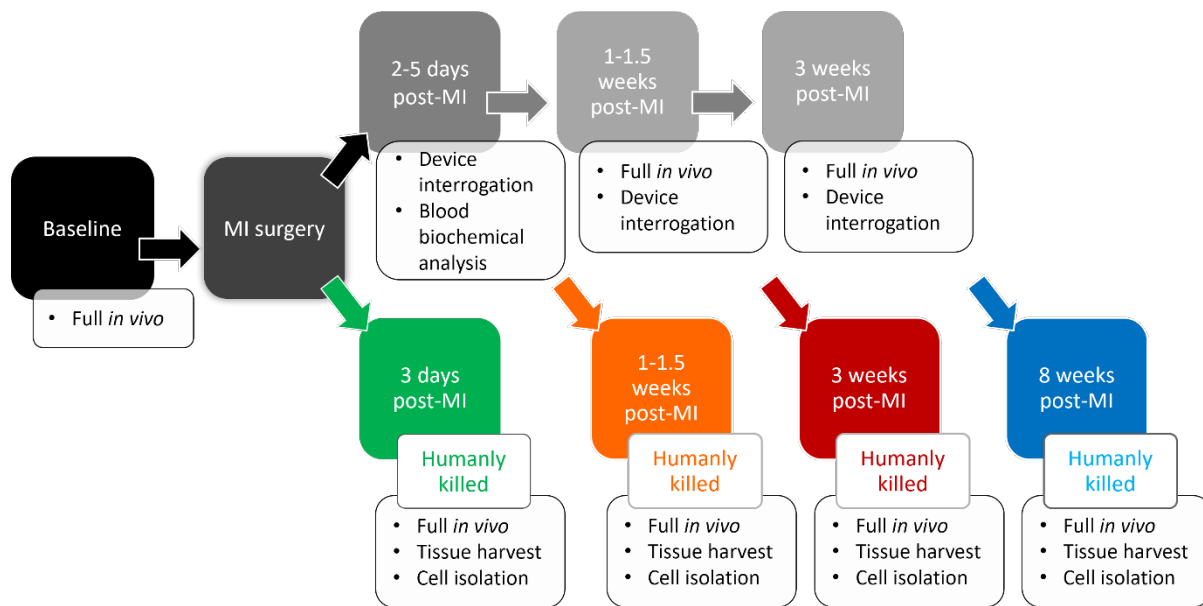 2-5 days
post-MI
1-1.5
weeks
post-MI
3 weeks
post-MI
• Device
interrogation
• Blood
biochemical
analysis
• Full in vivo
• Device
interrogation
• Full in vivo
• Device
interrogation
Baseline
MI surgery
• Full in vivo
3 days
post-MI
1-1.5
weeks
post-MI
3 weeks
post-MI
8 weeks
post-MI
Humanly
killed
Humanly
killed
Humanly
killed
Humanly
killed
• Full in vivo
• Tissue harvest
• Cell isolation
• Full in vivo
• Tissue harvest
• Cell isolation
• Full in vivo
• Tissue harvest
• Cell isolation
• Full in vivo
• Tissue harvest
• Cell isolation